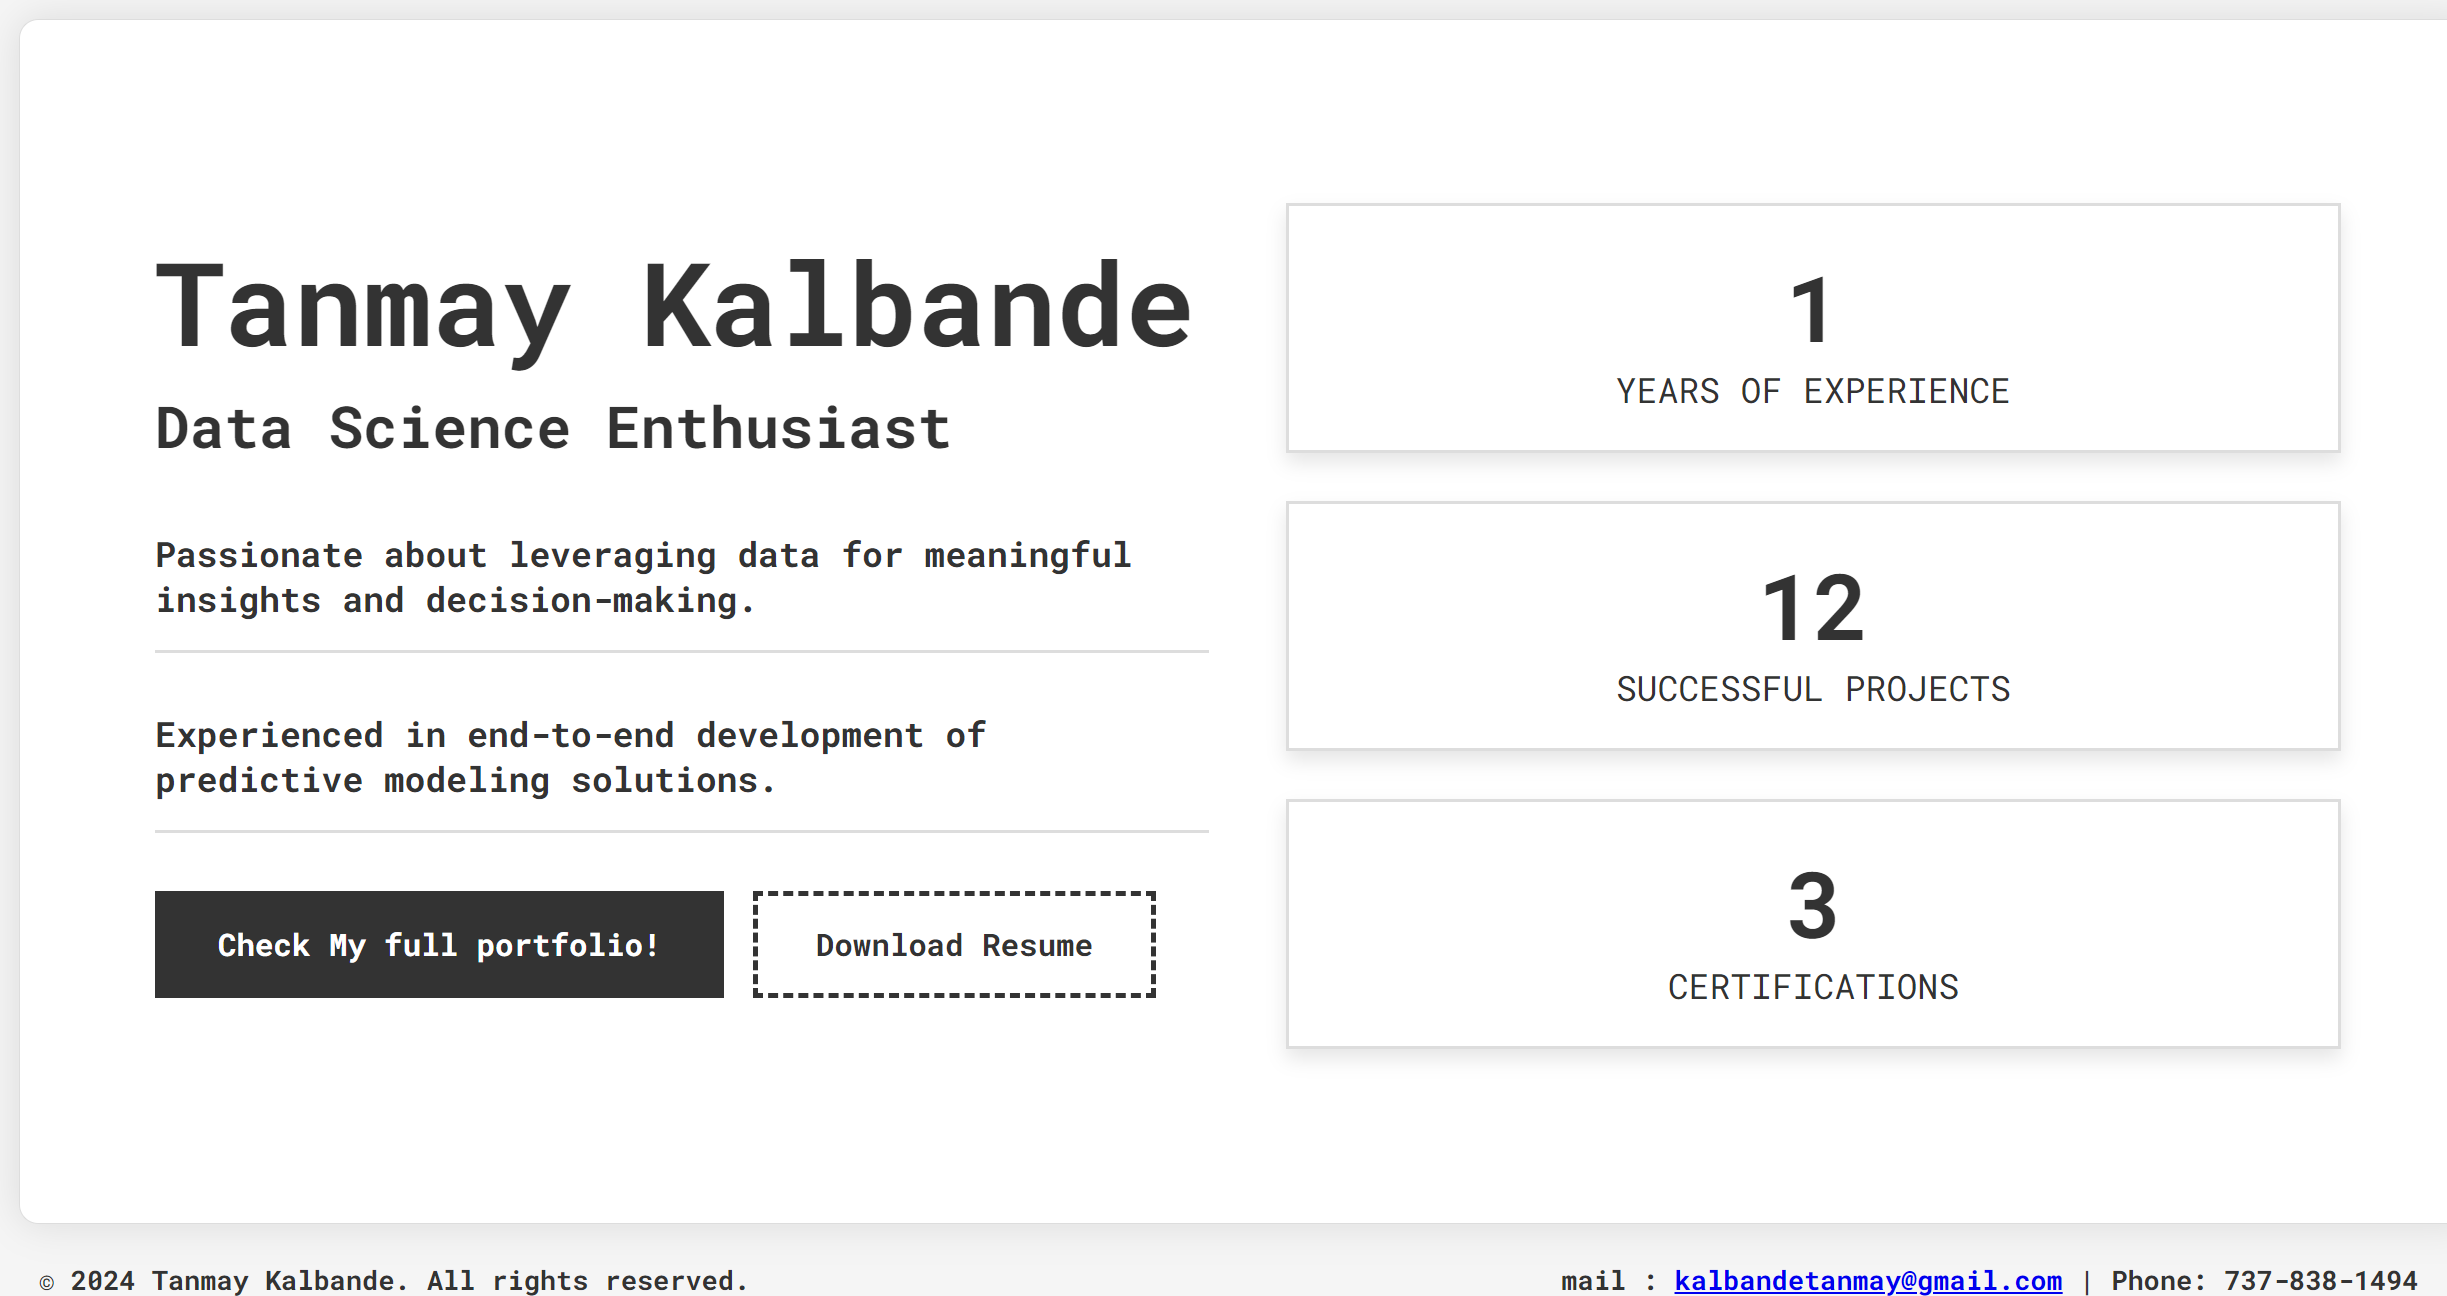 Tanmay Kalbande
Data Science Enthusiast
Passionate about leveraging data for meaningful
insights and decision-making.
Experienced in end-to-end development of
predictive modeling solutions.
Check My full portfolio!
Download Resume
1
YEARS OF EXPERIENCE
12
SUCCESSFUL PROJECTS
3
CERTIFICATIONS
© 2024 Tanmay Kalbande. All rights reserved.
mail : kalbandetanmay@gmail.com | Phone: 737-838-1494